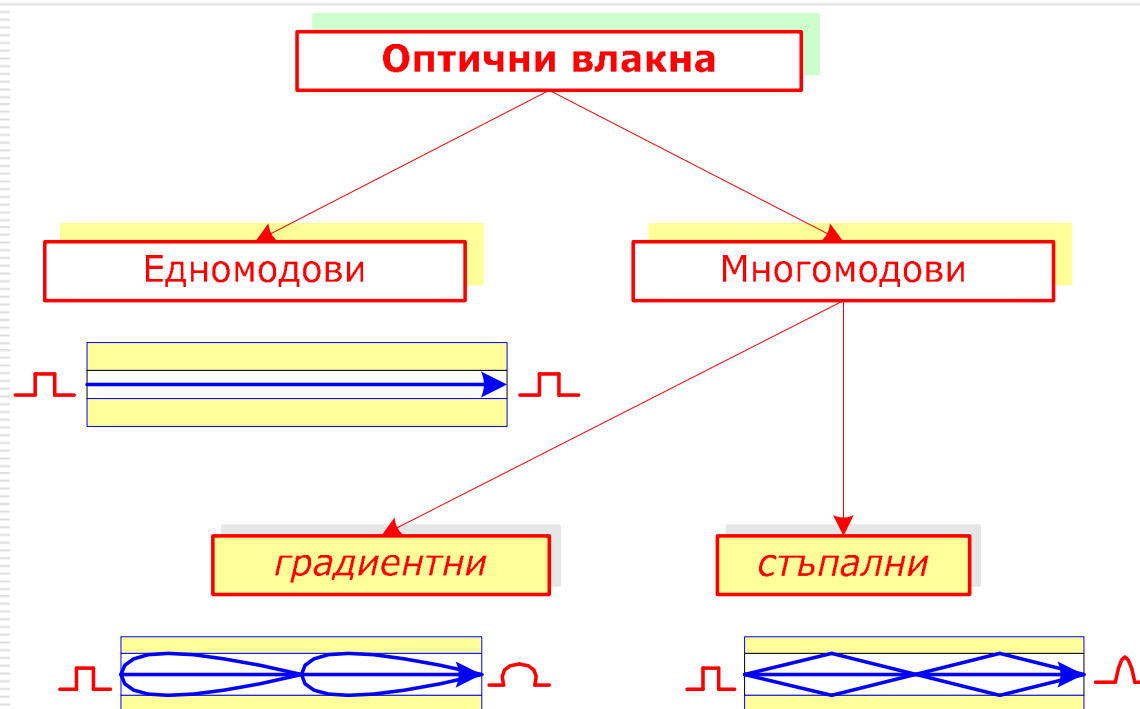 Оптични влакна
Едномодови
Многомодови
градиентни
стъпални